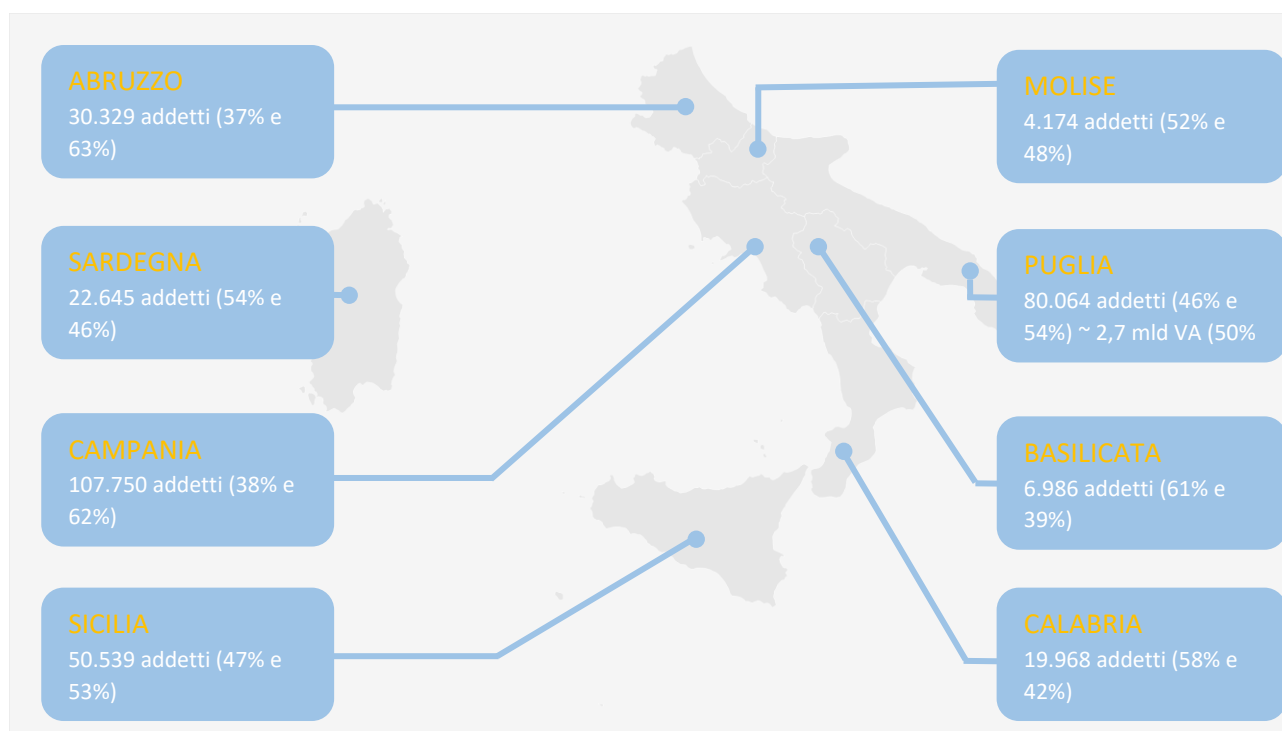 ABRUZZO
30.329 addetti (37% e
63%)
MOLISE
4.174 addetti (52% e
48%)
SARDEGNA
22.645 addetti (54% e
46%)
PUGLIA
80.064 addetti (46% e
54%) ~ 2,7 mld VA (50%
CAMPANIA
107.750 addetti (38% e
62%)
BASILICATA
6.986 addetti (61% e
39%)
SICILIA
50.539 addetti (47% e
53%)
CALABRIA
19.968 addetti (58% e
42%)